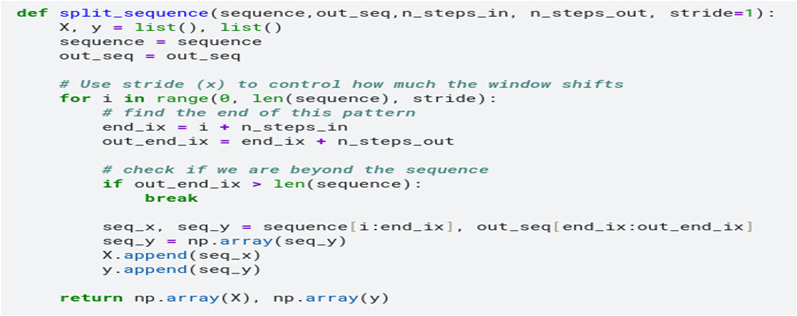 def split_sequence(sequence,out_seq,n_steps_in, n_steps_out, stride=1):
    X, y = list(), list()
    sequence = sequence
    out_seq = out_seq

    # Use stride (x) to control how much the window shifts
    for i in range(0, len(sequence), stride):
        # find the end of this pattern
        end_ix = i + n_steps_in
        out_end_ix = end_ix + n_steps_out

        # check if we are beyond the sequence
        if out_end_ix > len(sequence):
            break

        seq_x, seq_y = sequence[i:end_ix], out_seq[end_ix:out_end_ix]
        seq_y = np.array(seq_y)
        X.append(seq_x)
        y.append(seq_y)

    return np.array(X), np.array(y)